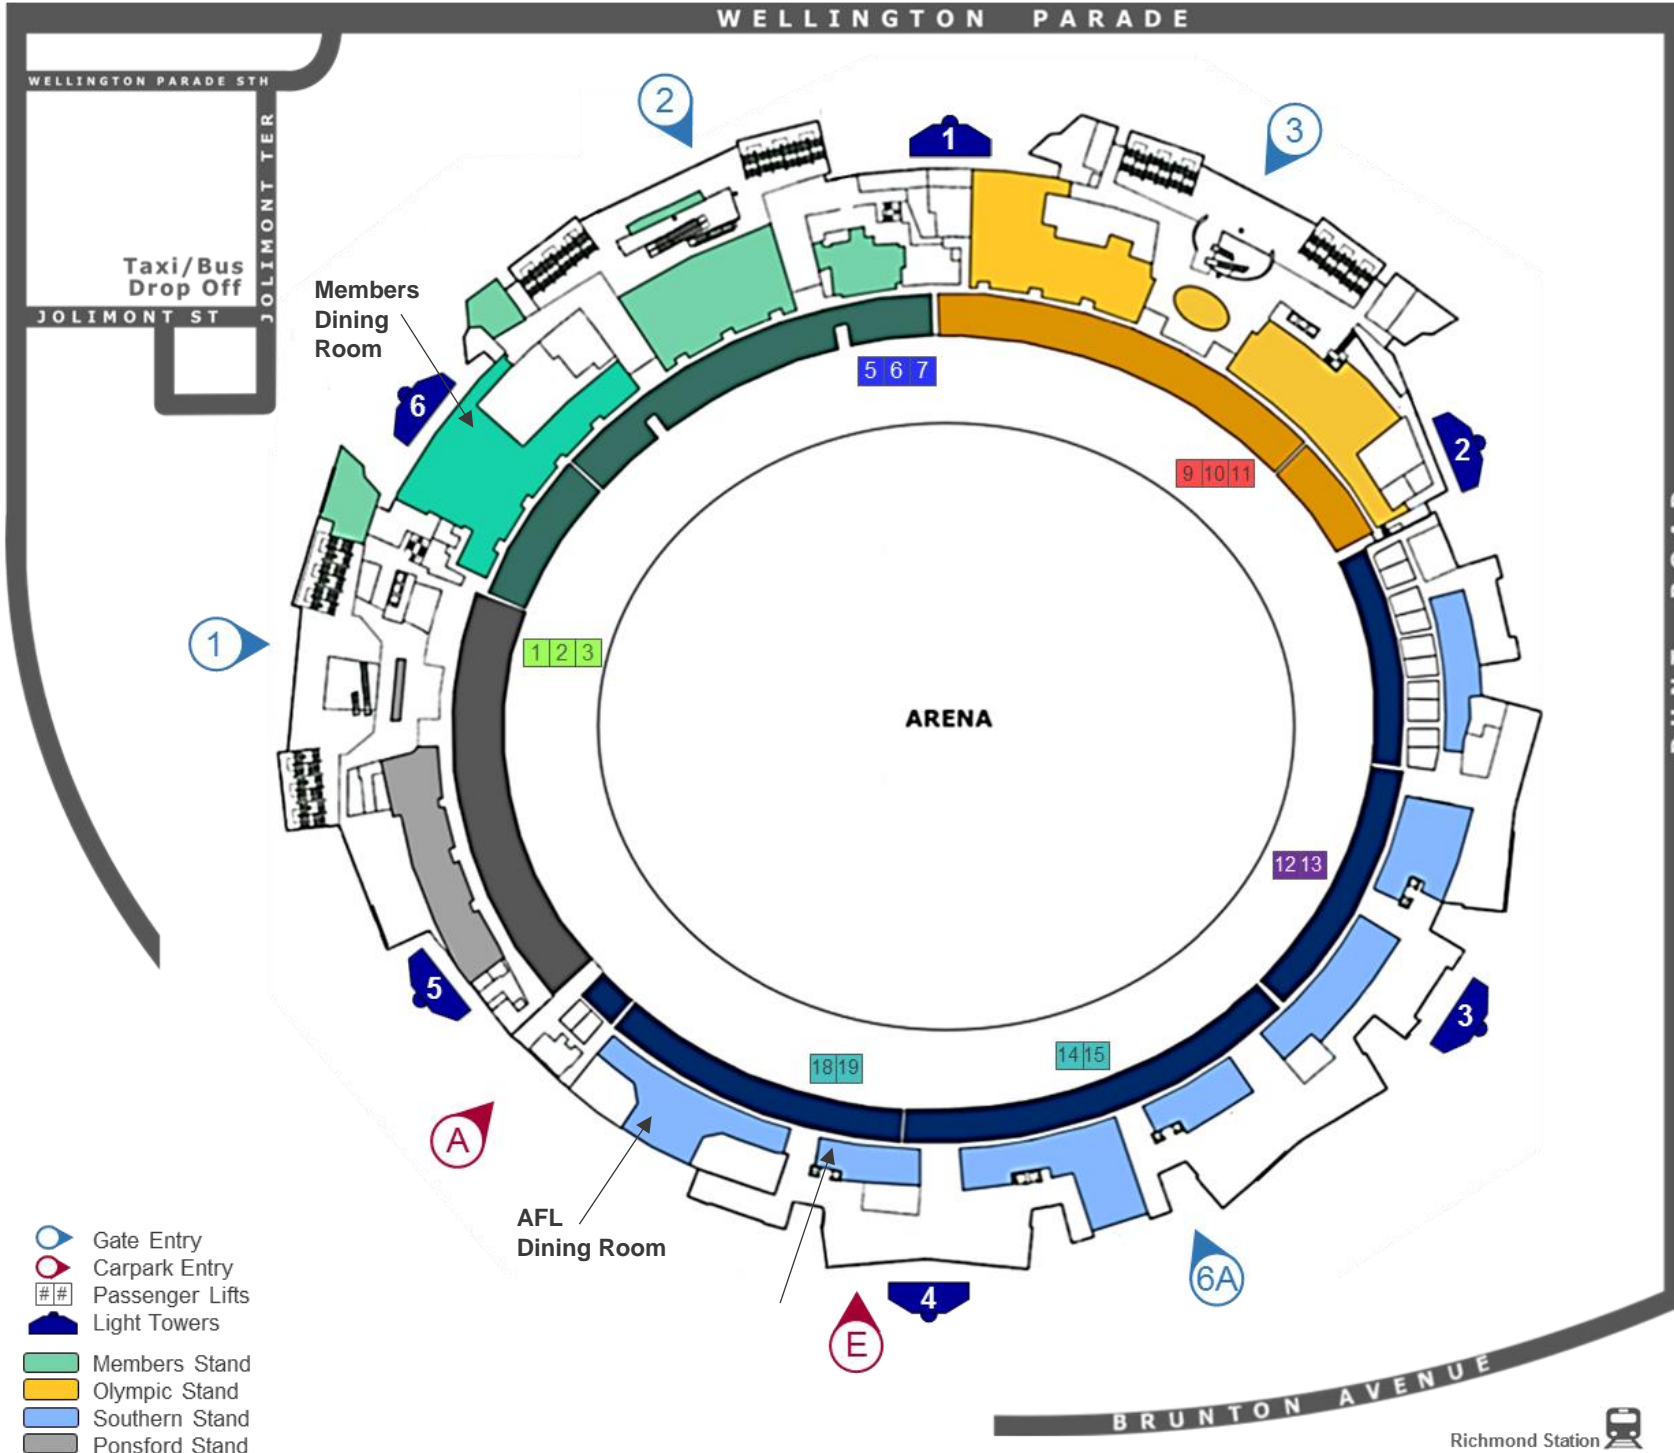 WELLINGTON PARADE
WELLINGTON PARADE STH
JOLIMONT TER
Taxi/Bus
Drop Off
JOLIMONT ST
2
1
3
Members
Dining
Room
6
5 6 7
9 10 11
2
1
1 2 3
ARENA
12 13
5
3
18 19
14 15
A
AFL
Dining Room
6A
4
E
Gate Entry
Carpark Entry
## Passenger Lifts
Light Towers
Members Stand
Olympic Stand
Southern Stand
Ponsford Stand
BRUNTON AVENUE
Richmond Station